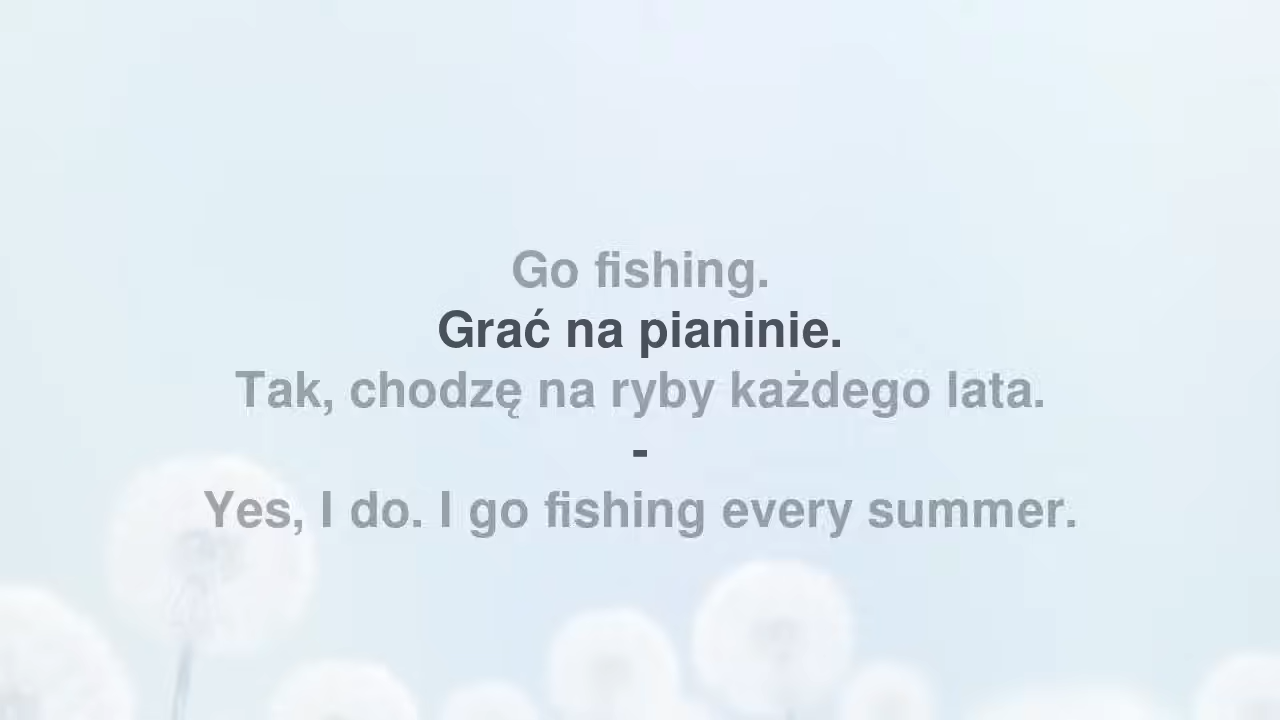 Go fishing.
Grać na pianinie.
Tak, chodzę na ryby każdego lata.
-
Yes, I do. I go fishing every summer.